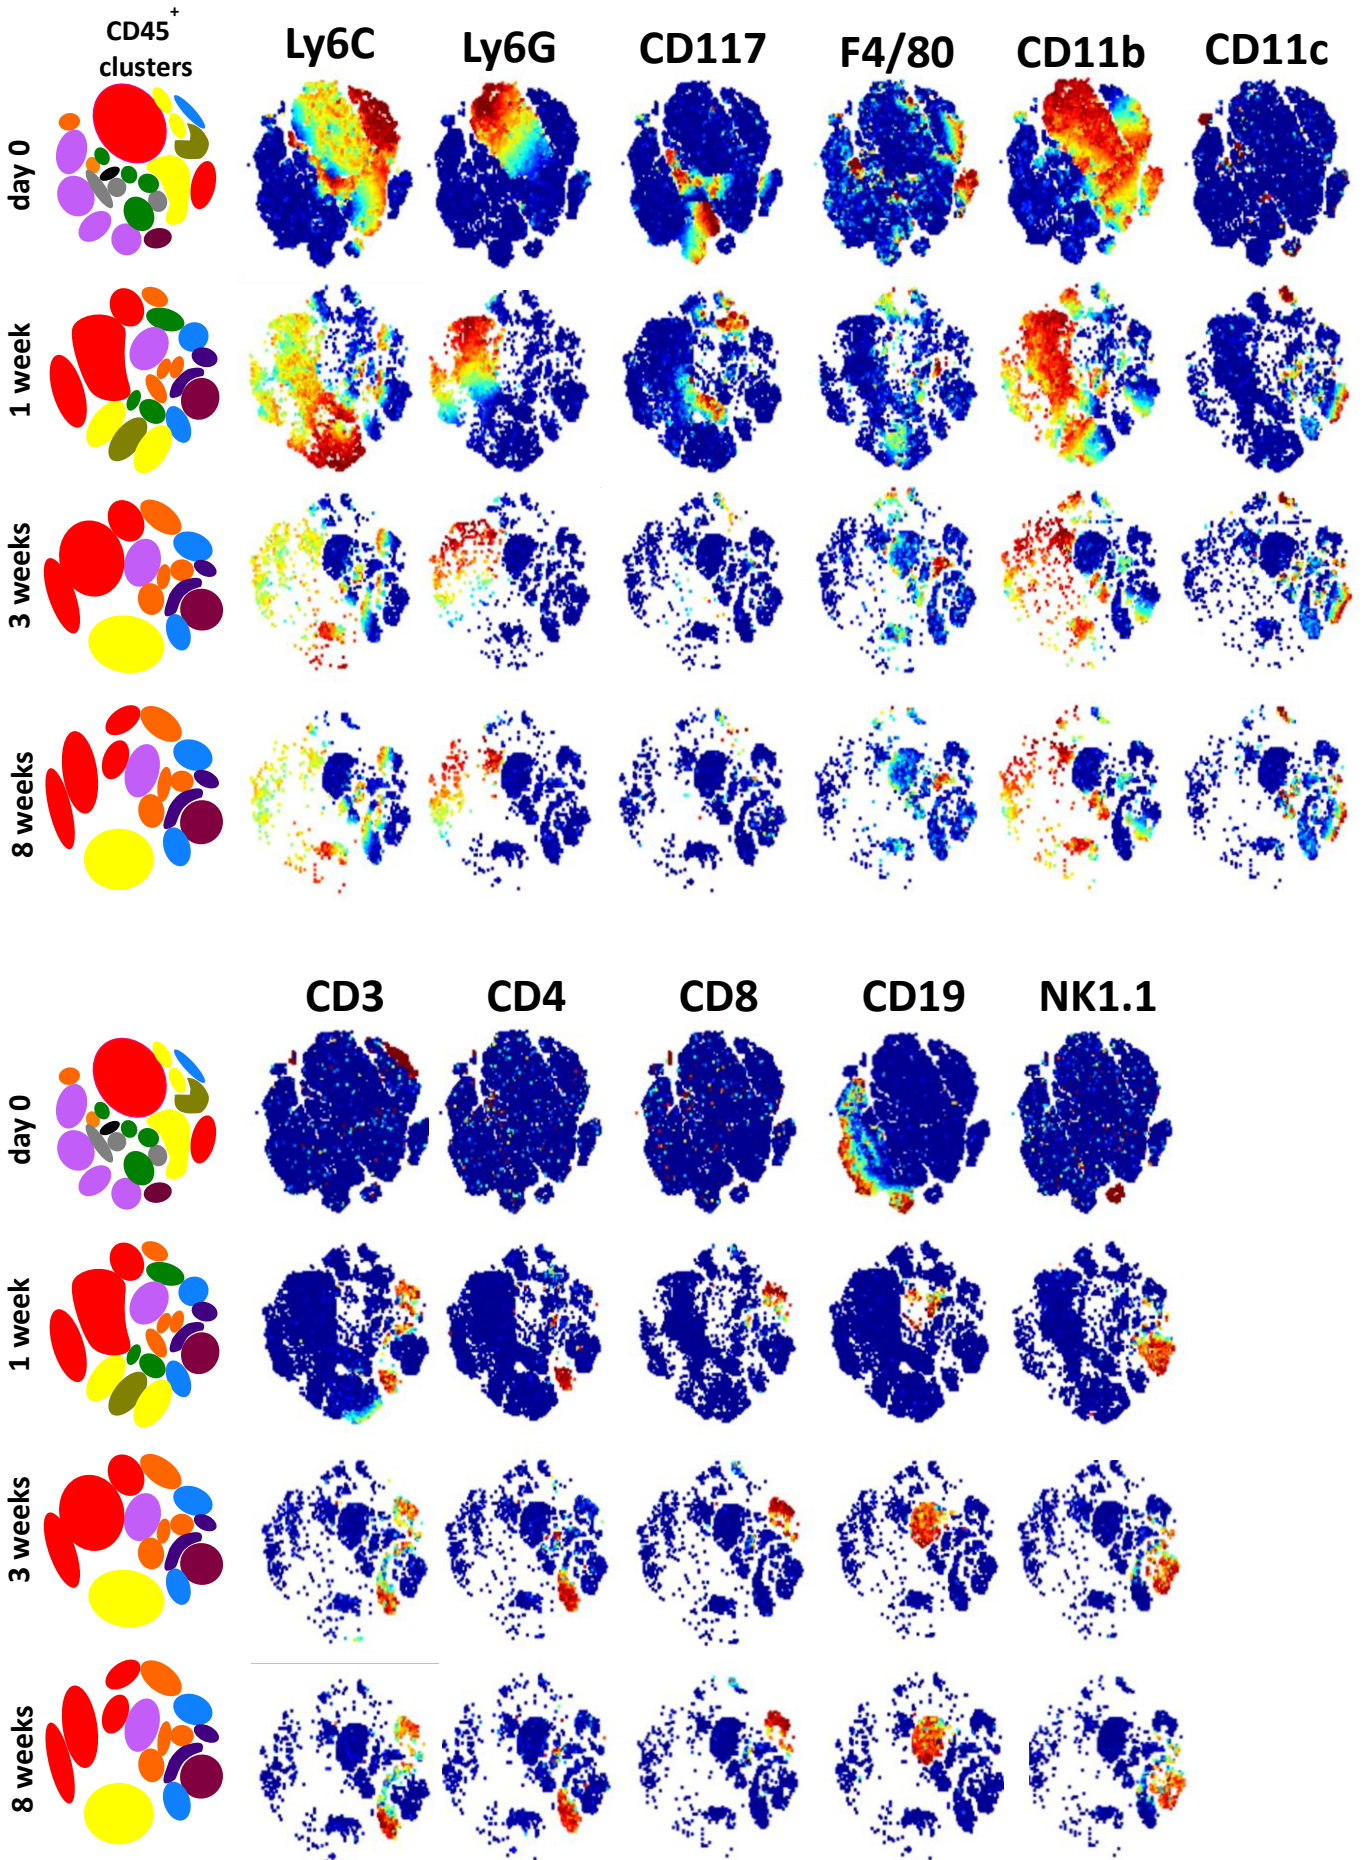 CD45+
clusters
Ly6C
Ly6G
CD117
F4/80
CD11b
CD11c
day 0
1 week
3 weeks
8 weeks
CD3
CD4
CD8
CD19
NK1.1
day 0
1 week
3 weeks
8 weeks